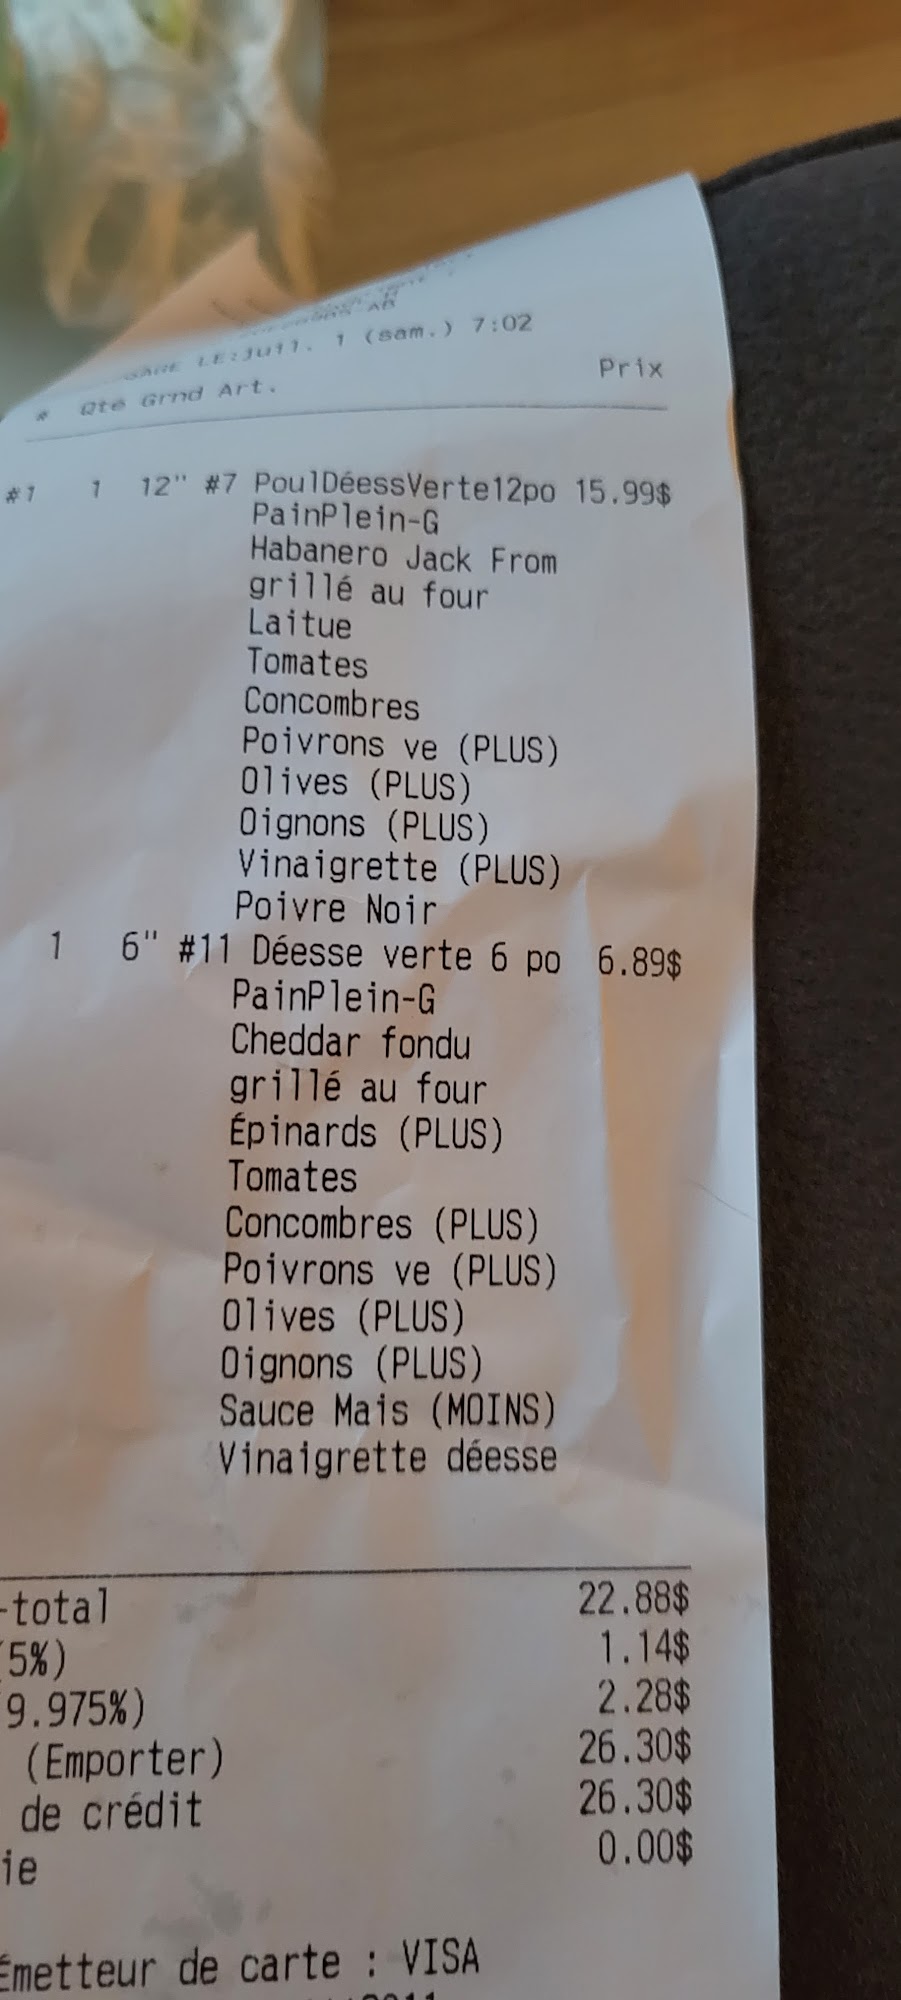 LE:Juil. 1 (sam.) 7:02
# Qté Grnd Art. Prix
#1 1 12" #7 PoulDéessVerte12po 15.99$
PainPlein-G
Habanero Jack From
grillé au four
Laitue
Tomates
Concombres
Poivrons ve (PLUS)
Olives (PLUS)
Oignons (PLUS)
Vinaigrette (PLUS)
Poivre Noir
1 6" #11 Déesse verte 6 po 6.89$
PainPlein-G
Cheddar fondu
grillé au four
Épinards (PLUS)
Tomates
Concombres (PLUS)
Poivrons ve (PLUS)
Olives (PLUS)
Oignons (PLUS)
Sauce Mais (MOINS)
Vinaigrette déesse
-total 22.88$
(5%) 1.14$
9.975%) 2.28$
(Emporter) 26.30$
de crédit 26.30$
ie 0.00$
Émetteur de carte : VISA